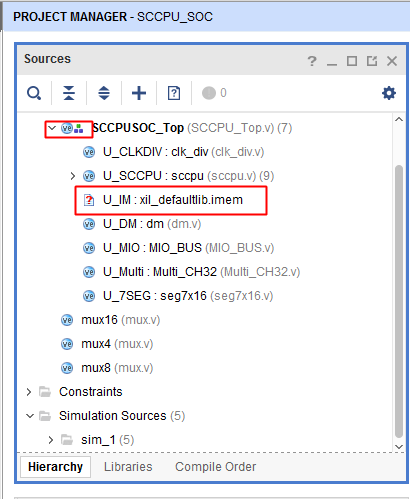 PROJECT MANAGER - SCCPU_SOC
Sources
? _
0
SCCPUSOC_Top (SCCPU_Top.v) (7)
U_CLKDIV : clk_div (clk_div.v)
U_SCCPU : sccpu (sccpu.v) (9)
U_IM : xil_defaultlib.imem
U_DM : dm (dm.v)
U_MIO : MIO_BUS (MIO_BUS.v)
U_Multi : Multi_CH32 (Multi_CH32.v)
U_7SEG : seg7x16 (seg7x16.v)
mux16 (mux.v)
mux4 (mux.v)
mux8 (mux.v)
Constraints
Simulation Sources (5)
sim_1 (5)
Hierarchy Libraries Compile Order